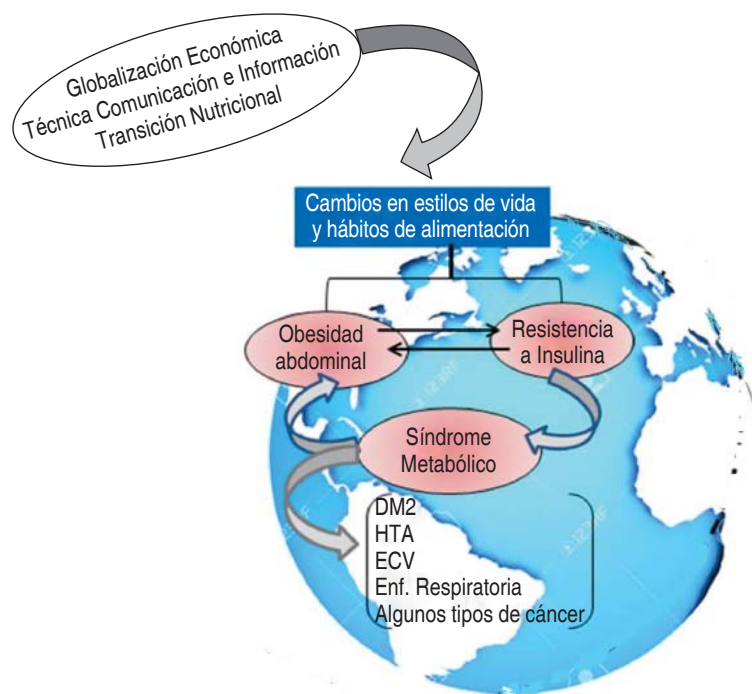 Globalización Económica
Técnica Comunicación e Información
Transición Nutricional
Cambios en estilos de vida
y hábitos de alimentación
Obesidad
abdominal
Resistencia
a Insulina
Síndrome
Metabólico
DM2
HTA
ECV
Enf. Respiratoria
Algunos tipos de cáncer